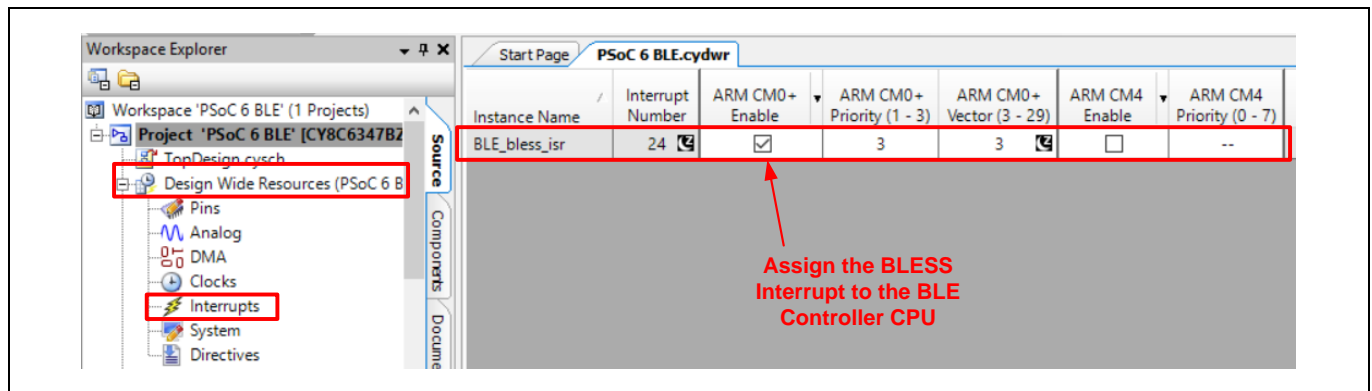 Workspace Explorer
Workspace 'PSoC 6 BLE' (1 Projects)
Project 'PSoC 6 BLE' [CY8C6347BZ
TopDesign.cysch
Design Wide Resources (PSoC 6 B
Pins
Analog
DMA
Clocks
Interrupts
System
Directives
Source
Components
Docume
Start Page PSoC 6 BLE.cydwr
Instance Name / Interrupt Number ARM CM0+ Enable ARM CM0+ Priority (1 - 3) ARM CM0+ Vector (3 - 29) ARM CM4 Enable ARM CM4 Priority (0 - 7)
BLE_bless_isr 24 3 3 --
Assign the BLESS
Interrupt to the BLE
Controller CPU